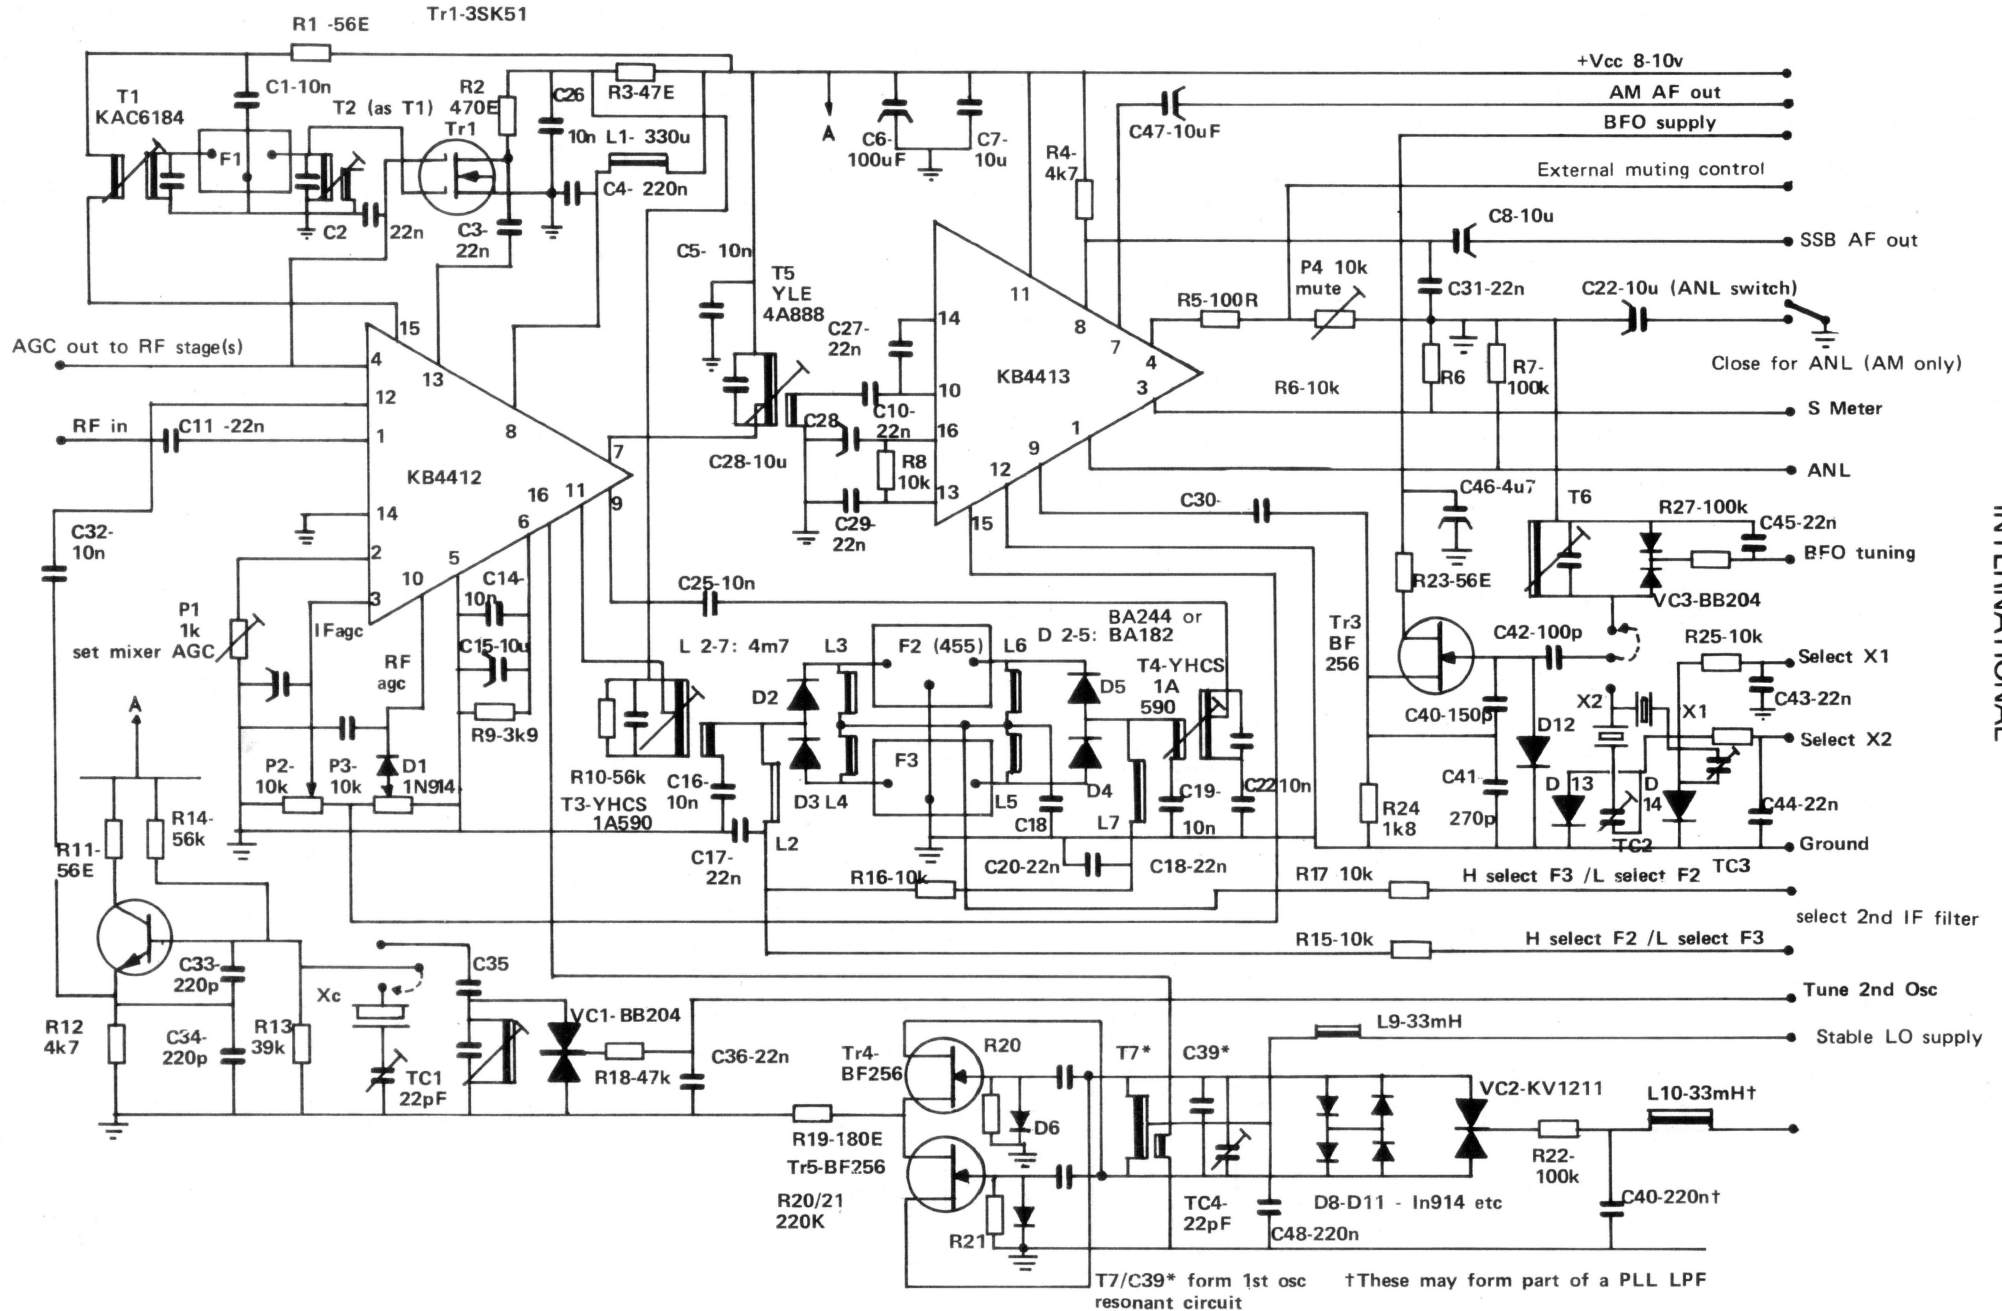 Tr1-3SK51
R1 -56E
+Vcc 8-10v
T1
KAC6184
C1-10n
T2 (as T1)
R2
470E
Tr1
C26
10n
R3-47E
L1- 330u
A
C6-
100uF
C7-
10u
C47-10uF
AM AF out
BFO supply
External muting control
R4-
4k7
F1
C2
22n
C3-
22n
C4- 220n
C5- 10n
T5
YLE
4A888
C8-10u
SSB AF out
P4 10k
mute
C31-22n
C22-10u (ANL switch)
R5-100R
Close for ANL (AM only)
R6
R6-10k
R7-
100k
S Meter
ANL
AGC out to RF stage(s)
RF in
C11 -22n
15
4
13
12
1
8
7
KB4412
16
11
9
14
6
2
5
10
3
C27-
22n
C28
C10-
22n
C28-10u
R8
10k
C29-
22n
11
14
8
7
4
KB4413
10
3
16
1
9
12
13
15
C30-
C46-4u7
T6
R27-100k
C45-22n
BFO tuning
VC3-BB204
R23-56E
C32-
10n
P1
1k
set mixer AGC
IFagc
RF
agc
C14-
10n
C15-10u
R9-3k9
C25-10n
L 2-7: 4m7
L3
F2 (455)
L6
BA244 or
D 2-5: BA182
T4-YHCS
1A
590
D2
D5
Tr3
BF
256
C42-100p
R25-10k
Select X1
C43-22n
C40-150p
D12
X2
X1
Select X2
A
P2-
10k
P3-
10k
D1
1N914
R10-56k
T3-YHCS
1A590
C16-
10n
D3
L4
F3
L5
D4
C18
L7
C19-
10n
C22
10n
C41
270p
D
13
D
14
C44-22n
R24
1k8
TC2
Ground
TC3
R14-
56k
R11-
56E
C17-
22n
L2
R16-10k
C20-22n
C18-22n
R17 10k
H select F3 /L select F2
select 2nd IF filter
R15-10k
H select F2 /L select F3
C33-
220p
Xc
C35
Tune 2nd Osc
R12
4k7
C34-
220p
R13
39k
TC1
22pF
VC1-BB204
R18-47k
C36-22n
Tr4-
BF256
R20
T7*
C39*
L9-33mH
Stable LO supply
VC2-KV1211
L10-33mH†
R19-180E
D6
Tr5-BF256
R20/21
220K
R21
TC4-
22pF
D8-D11 - In914 etc
R22-
100k
C40-220n†
C48-220n
T7/C39* form 1st osc
resonant circuit
†These may form part of a PLL LPF
INTERNATIONAL